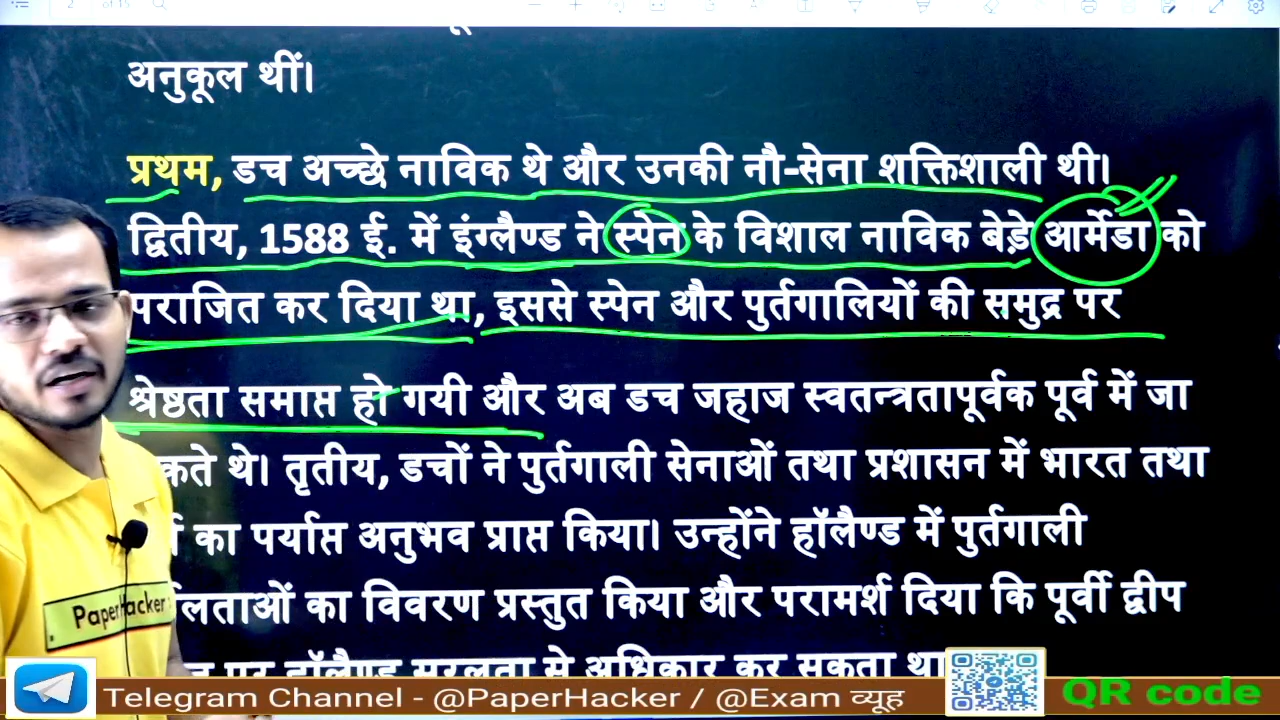 2 of 15
अनुकूल थीं।
प्रथम, डच अच्छे नाविक थे और उनकी नौ-सेना शक्तिशाली थी।
द्वितीय, 1588 ई. में इंग्लैण्ड ने स्पेन के विशाल नाविक बेड़े आर्मेडा को
पराजित कर दिया था, इससे स्पेन और पुर्तगालियों की समुद्र पर
श्रेष्ठता समाप्त हो गयी और अब डच जहाज स्वतन्त्रतापूर्वक पूर्व में जा
कते थे। तृतीय, डचों ने पुर्तगाली सेनाओं तथा प्रशासन में भारत तथा
का पर्याप्त अनुभव प्राप्त किया। उन्होंने हॉलैण्ड में पुर्तगाली
लताओं का विवरण प्रस्तुत किया और परामर्श दिया कि पूर्वी द्वीप
पर हॉलैण्ड सरलता से अधिकार कर सकता था
PaperHacker
Telegram Channel - @PaperHacker / @Exam व्यूह
QR code